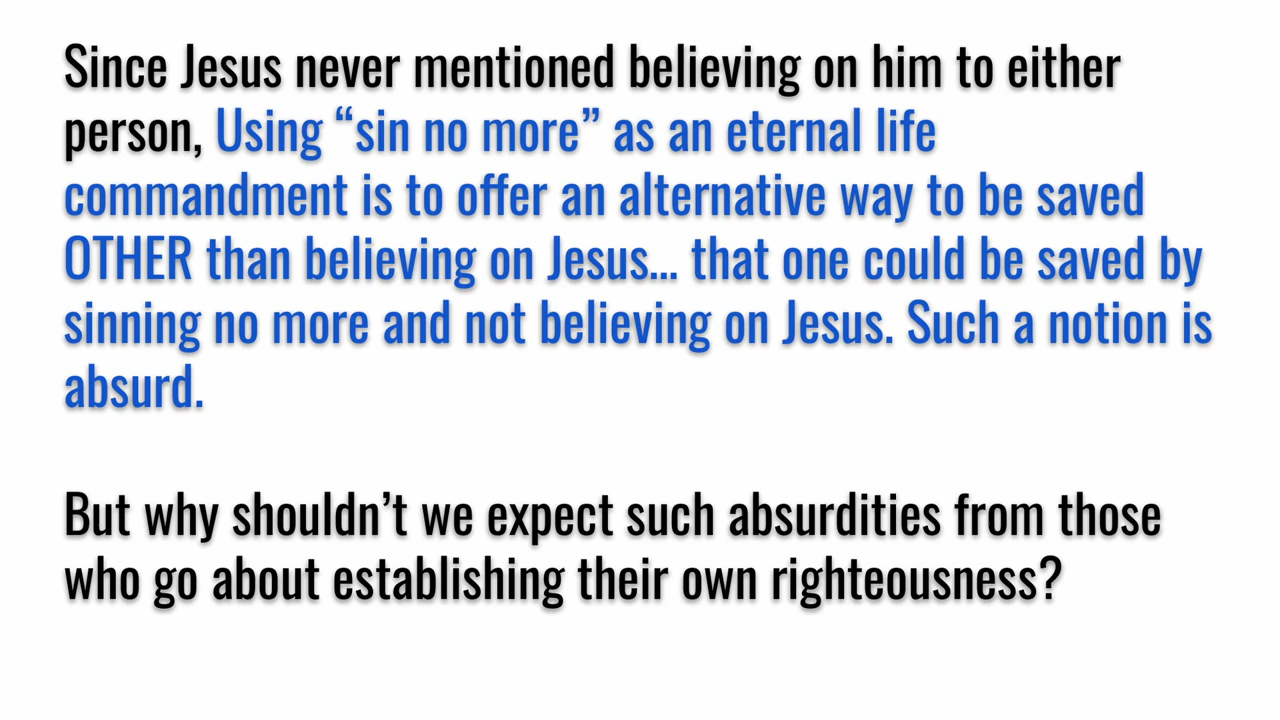 Since Jesus never mentioned believing on him to either
person, Using “sin no more” as an eternal life
commandment is to offer an alternative way to be saved
OTHER than believing on Jesus... that one could be saved by
sinning no more and not believing on Jesus. Such a notion is
absurd.
But why shouldn’t we expect such absurdities from those
who go about establishing their own righteousness?